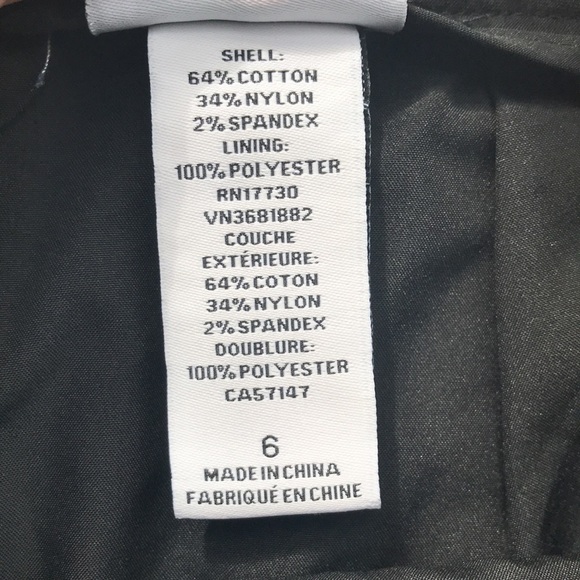 SHELL:
64% COTTON
34% NYLON
2% SPANDEX
LINING:
100% POLYESTER
RN17730
VN3681882
COUCHE
EXTÉRIEURE:
64% COTON
34% NYLON
2% SPANDEX
DOUBLURE:
100% POLYESTER
CA57147
6
MADE IN CHINA
FABRIQUÉ EN CHINE